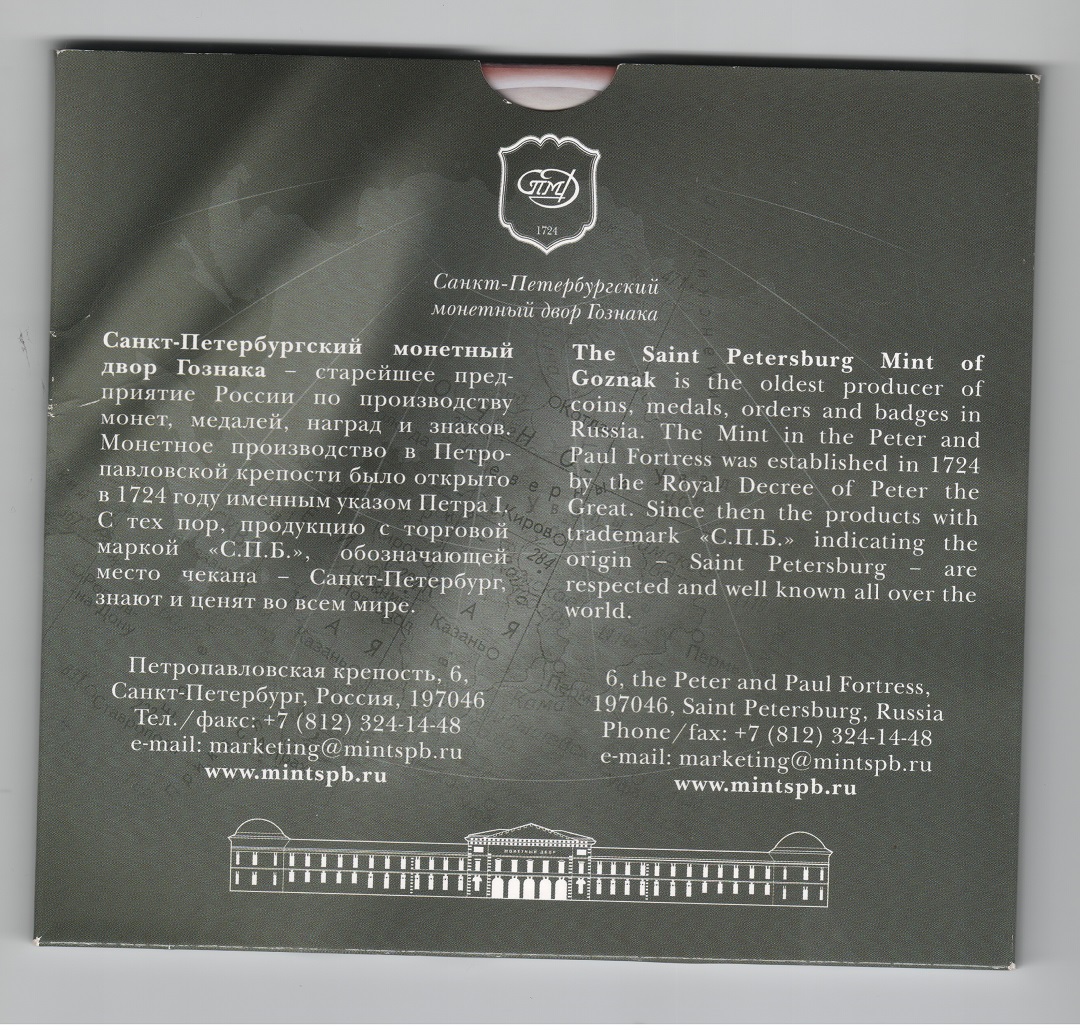 СПМД
1724
Санкт-Петербургский
монетный двор Гознака
Санкт-Петербургский монетный
двор Гознака – старейшее пред-
приятие России по производству
монет, медалей, наград и знаков.
Монетное производство в Петро-
павловской крепости было открыто
в 1724 году именным указом Петра I.
С тех пор, продукцию с торговой
маркой «С.П.Б.», обозначающей
место чекана – Санкт-Петербург,
знают и ценят во всем мире.
Петропавловская крепость, 6,
Санкт-Петербург, Россия, 197046
Тел./факс: +7 (812) 324-14-48
e-mail: marketing@mintspb.ru
www.mintspb.ru
The Saint Petersburg Mint of
Goznak is the oldest producer of
coins, medals, orders and badges in
Russia. The Mint in the Peter and
Paul Fortress was established in 1724
by the Royal Decree of Peter the
Great. Since then the products with
trademark «С.П.Б.» indicating the
origin – Saint Petersburg – are
respected and well known all over the
world.
6, the Peter and Paul Fortress,
197046, Saint Petersburg, Russia
Phone/fax: +7 (812) 324-14-48
e-mail: marketing@mintspb.ru
www.mintspb.ru
МОНЕТНЫЙ ДВОР
Киров
284
Казань
Казань
Пермь
Кама